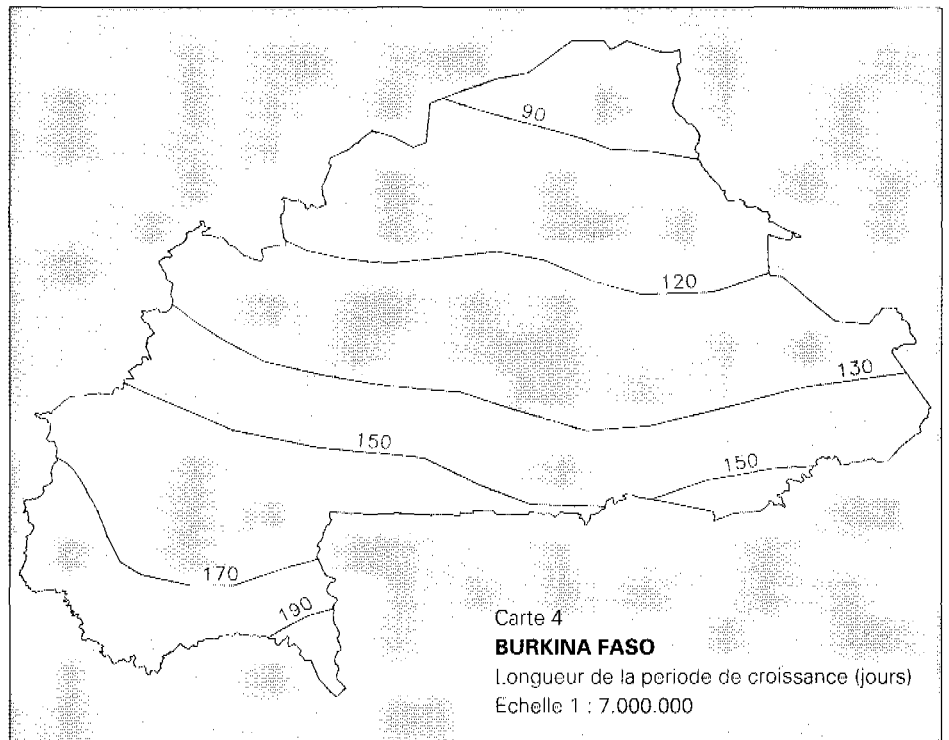 90
120
130
150
150
170
190
Carte 4
BURKINA FASO
Longueur de la periode de croissance (jours)
Echelle 1 : 7.000.000